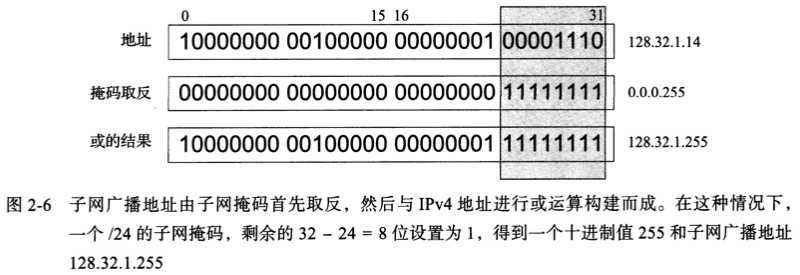 0 15 16 31
地址 10000000 00100000 00000001 00001110 128.32.1.14
掩码取反 00000000 00000000 00000000 11111111 0.0.0.255
或的结果 10000000 00100000 00000001 11111111 128.32.1.255
图 2-6 子网广播地址由子网掩码首先取反，然后与 IPv4 地址进行或运算构建而成。在这种情况下，
一个 /24 的子网掩码，剩余的 32 − 24 = 8 位设置为 1，得到一个十进制值 255 和子网广播地址
128.32.1.255